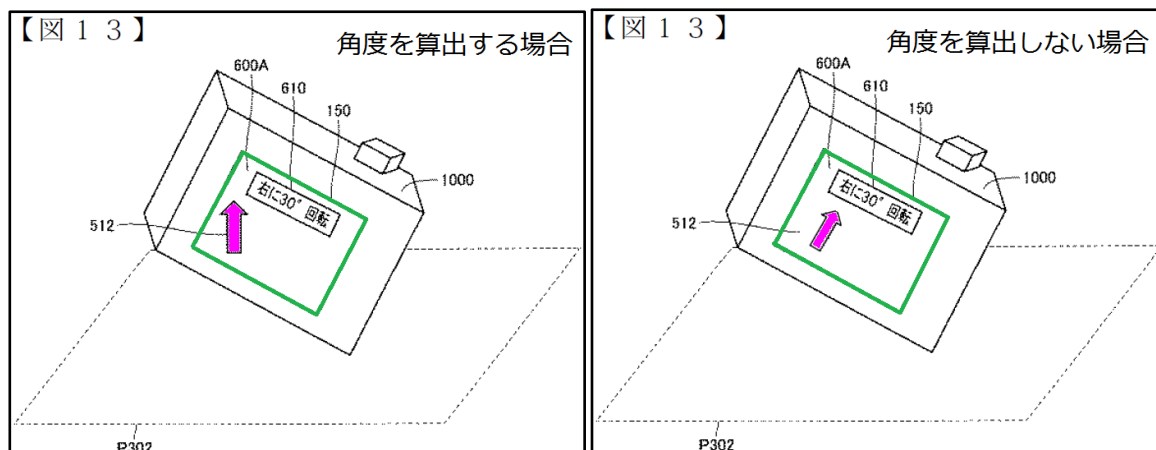 【図１３】
角度を算出する場合
600A
610
150
1000
右に30°回転
512
P302
【図１３】
角度を算出しない場合
600A
610
150
1000
右に30°回転
512
P302